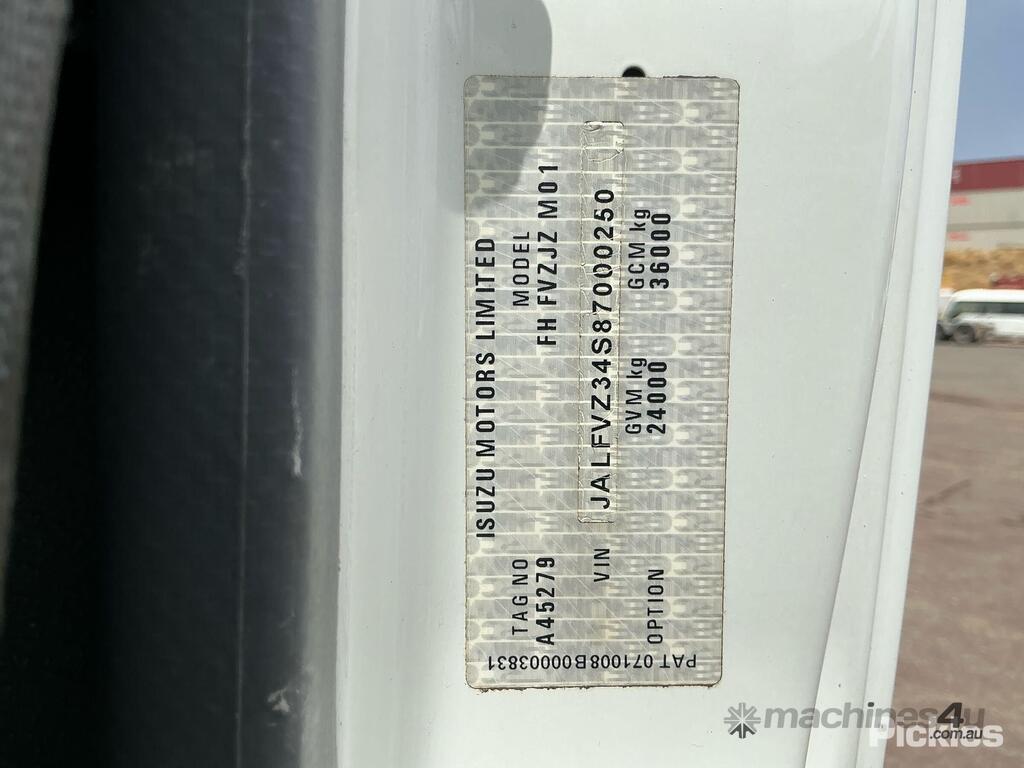 ISUZU MOTORS LIMITED
TAG NO MODEL
A45279 FH FVZJZ M01
VIN JALFVZ34S87000250
GVM kg GCM kg
OPTION 24000 36000
PAT 071008B00003831
machines4u
.com.au
Pickles